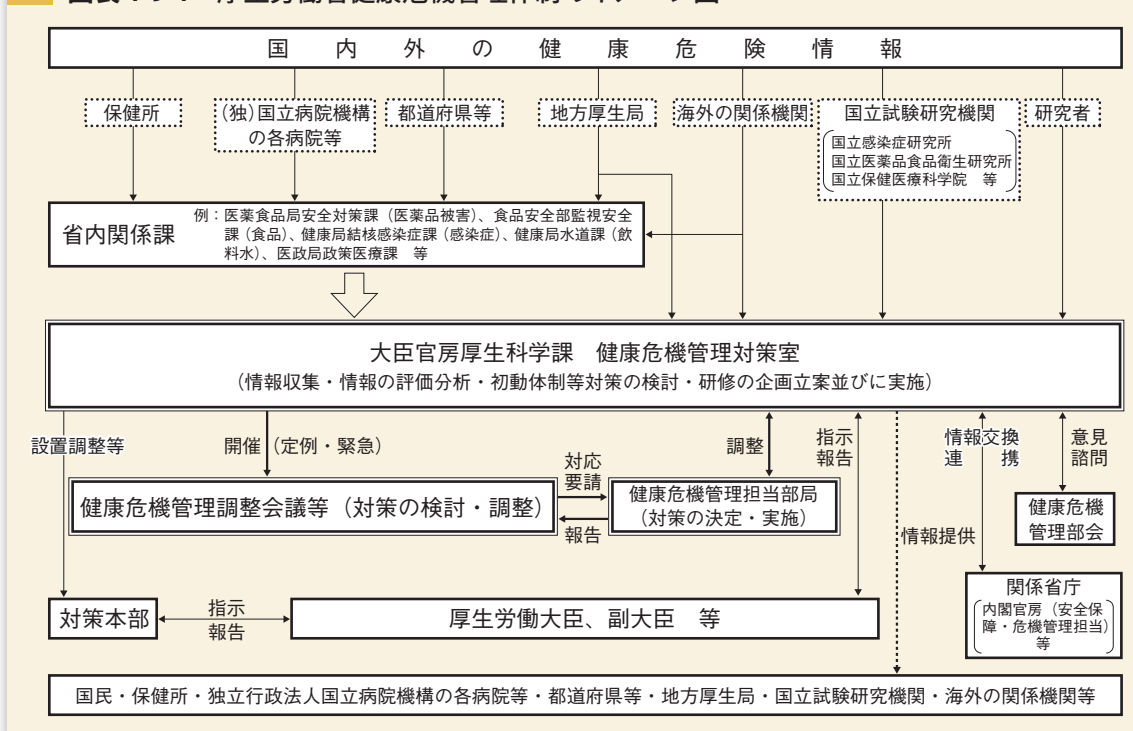 国内外の健康危険情報
保健所
(独)国立病院機構
の各病院等
都道府県等
地方厚生局
海外の関係機関
国立試験研究機関
国立感染症研究所
国立医薬品食品衛生研究所
国立保健医療科学院 等
研究者
省内関係課
例：医薬食品局安全対策課（医薬品被害）、食品安全部監視安全
課（食品）、健康局結核感染症課（感染症）、健康局水道課（飲
料水）、医政局政策医療課 等
大臣官房厚生科学課 健康危機管理対策室
（情報収集・情報の評価分析・初動体制等対策の検討・研修の企画立案並びに実施）
設置調整等
開催（定例・緊急）
調整
指示
報告
情報交換
連携
意見
諮問
対応
要請
健康危機管理調整会議等（対策の検討・調整）
報告
健康危機管理担当部局
（対策の決定・実施）
健康危機
管理部会
情報提供
関係省庁
内閣官房（安全保
障・危機管理担当）
等
対策本部
指示
報告
厚生労働大臣、副大臣 等
国民・保健所・独立行政法人国立病院機構の各病院等・都道府県等・地方厚生局・国立試験研究機関・海外の関係機関等